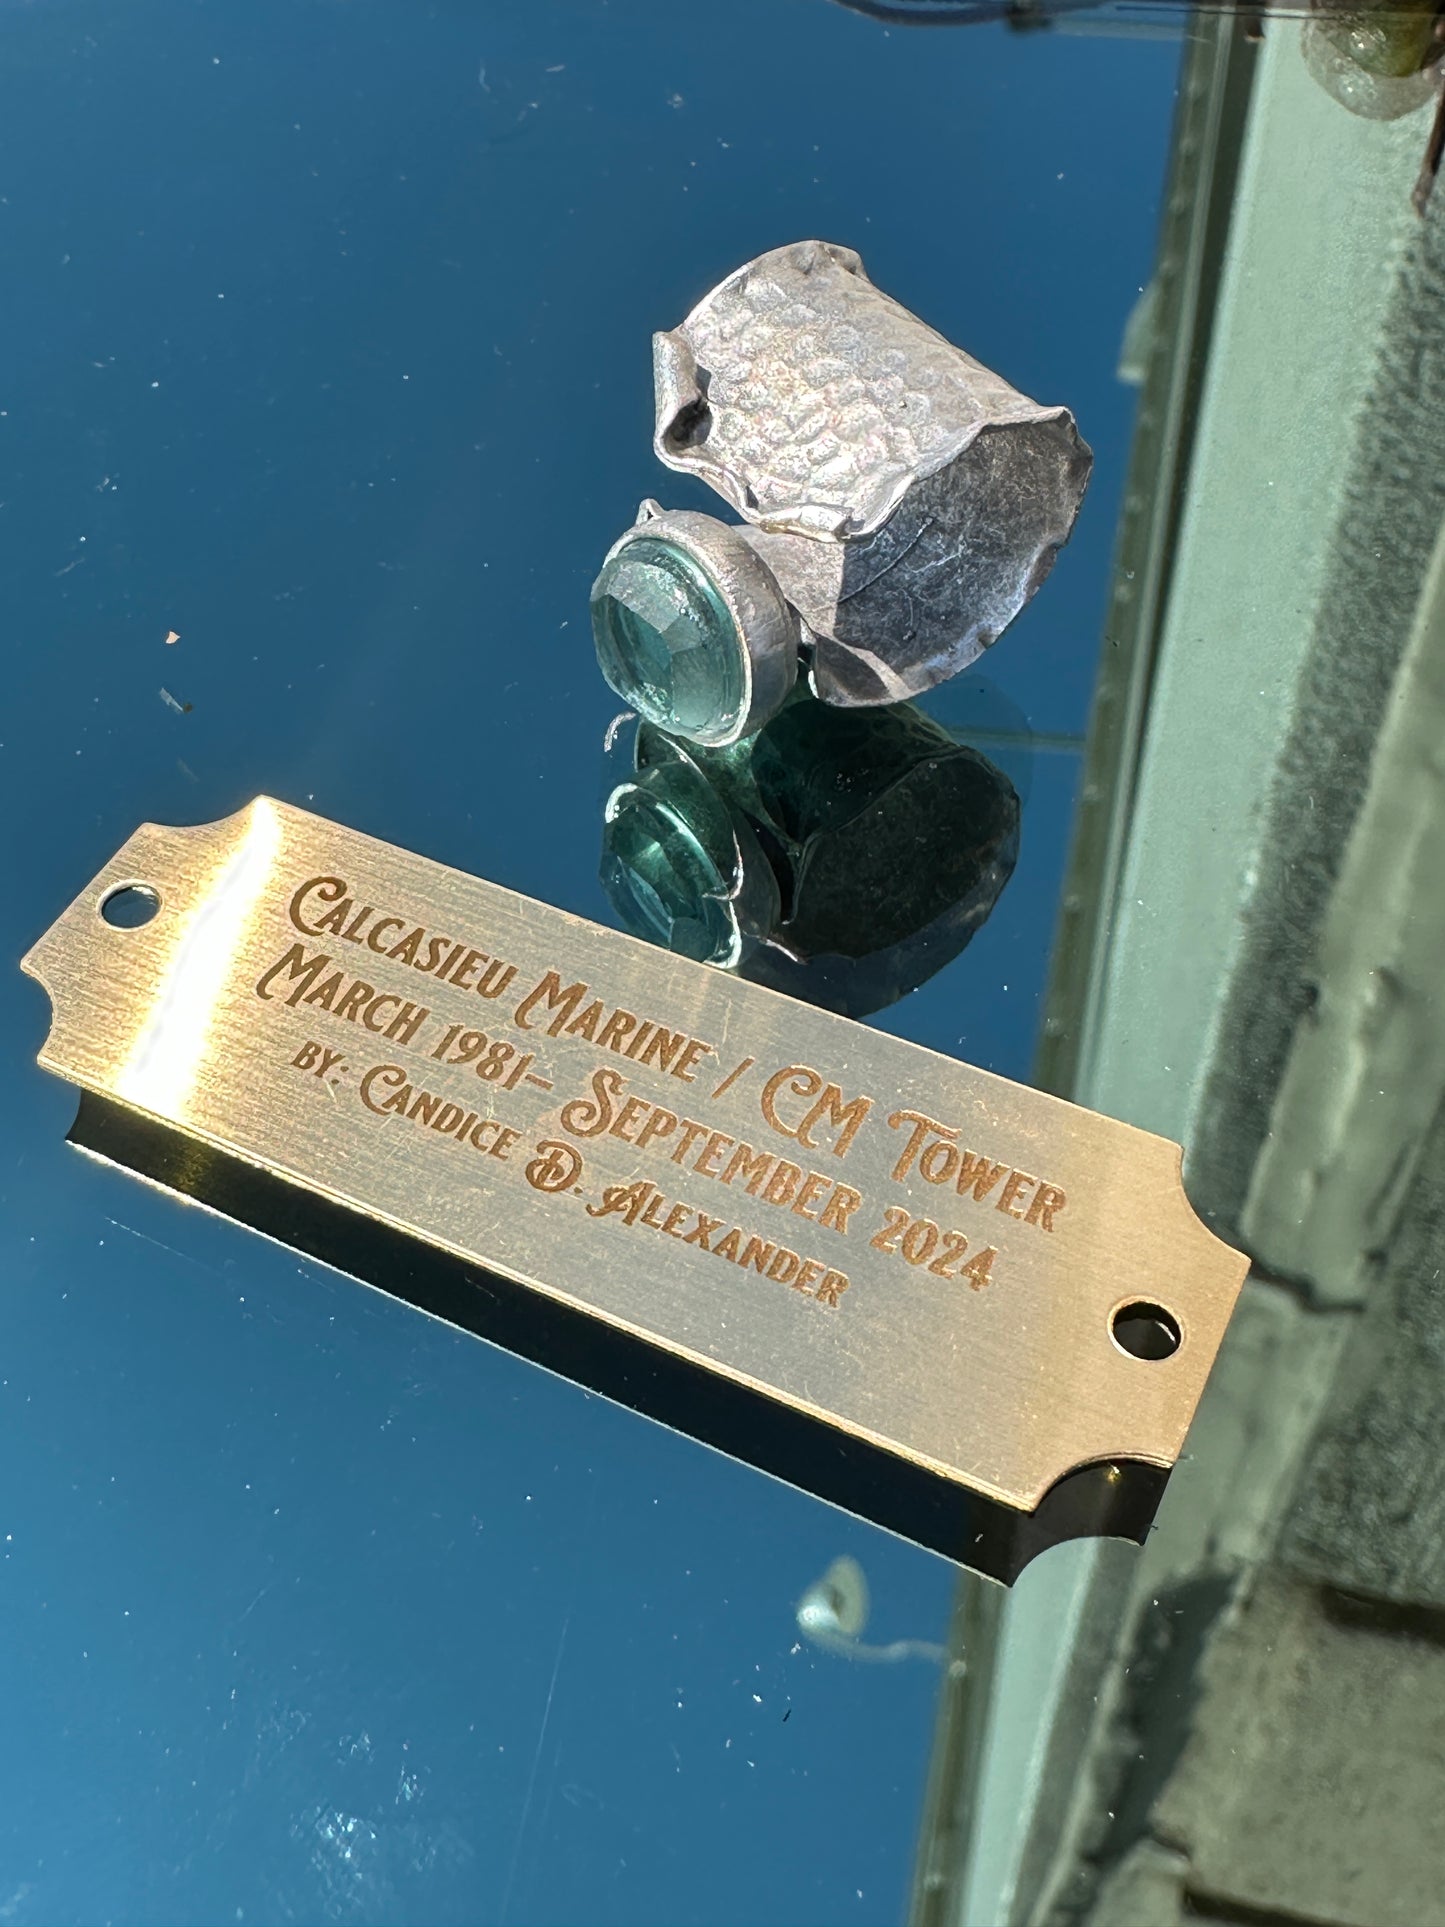 Calcasieu Marine / CM Tower
March 1981- September 2024
by: Candice D. Alexander